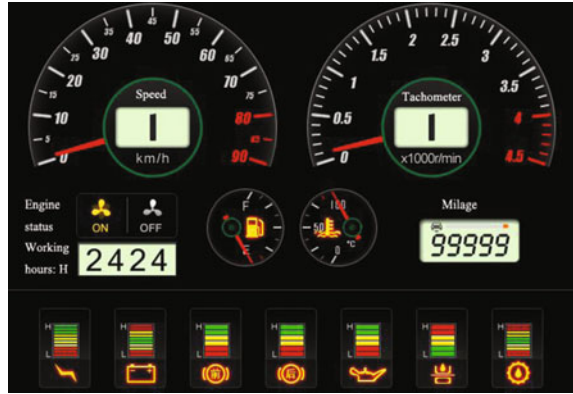 35 40 45 50 55
25 30 60 65
20 70
15 75
10 Speed 80
5 1 85
0 km/h 90
1.5 2 2.5 3
1 3.5
0.5 Tachometer 4
1
0 x1000r/min 4.5
Engine status
ON OFF
Working hours: H 2424
F
E
100
50
0 °C
Milage
99999
H H H H H H H
L L L L L L L
前 后